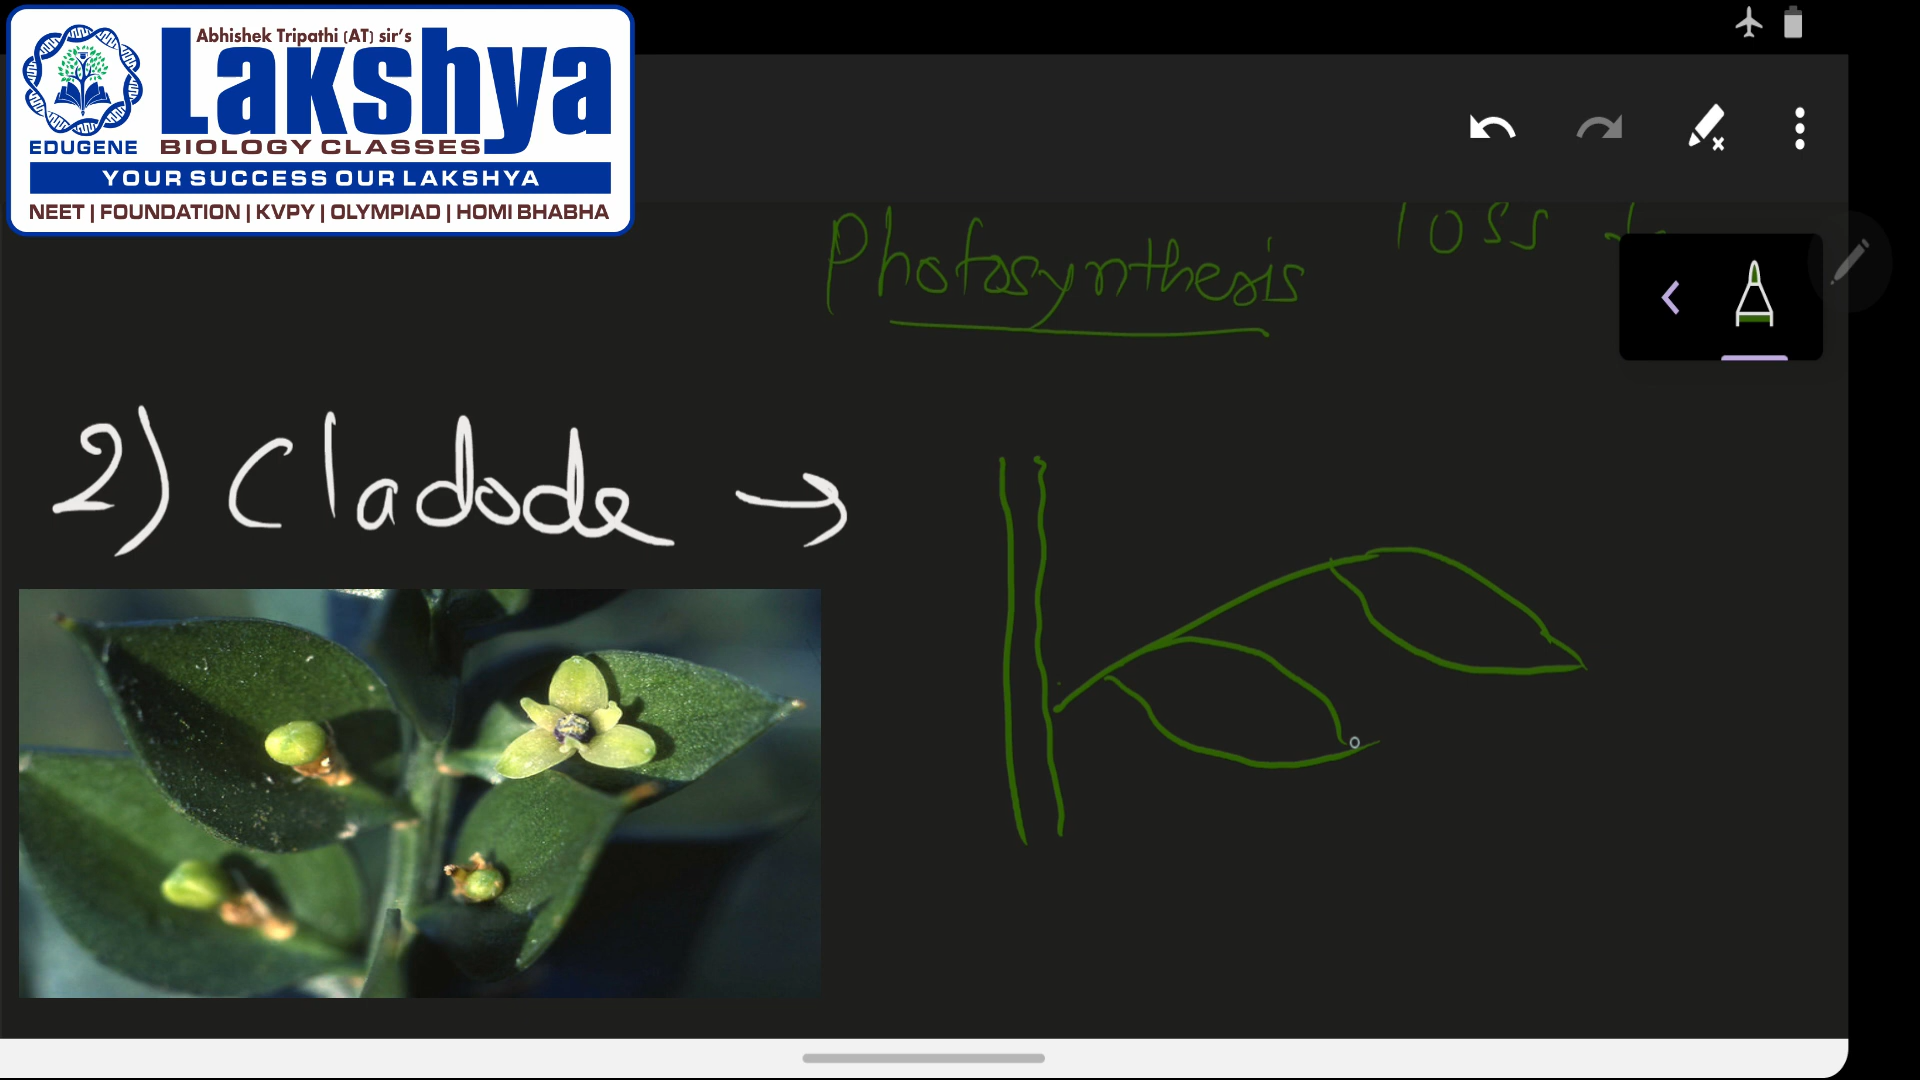 Abhishek Tripathi (AT) sir's
Lakshya
EDUGENE
BIOLOGY CLASSES
YOUR SUCCESS OUR LAKSHYA
NEET | FOUNDATION | KVPY | OLYMPIAD | HOMI BHABHA
loss
Photosynthesis
2) Cladode →